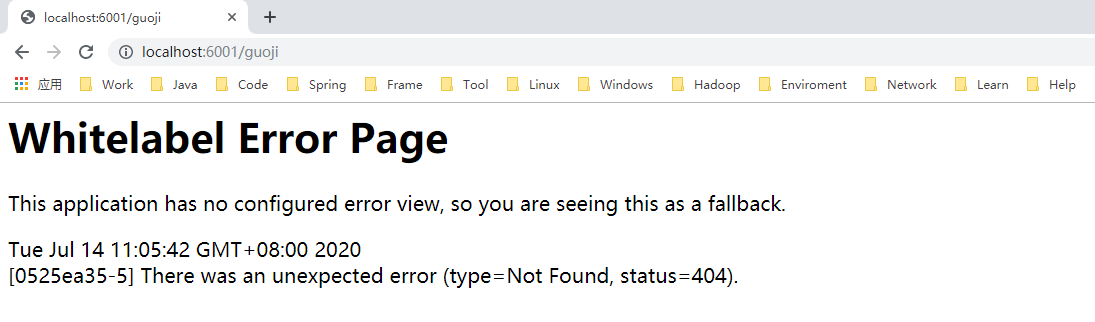 localhost:6001/guoji
localhost:6001/guoji
应用 Work Java Code Spring Frame Tool Linux Windows Hadoop Enviroment Network Learn Help
Whitelabel Error Page
This application has no configured error view, so you are seeing this as a fallback.
Tue Jul 14 11:05:42 GMT+08:00 2020
[0525ea35-5] There was an unexpected error (type=Not Found, status=404).